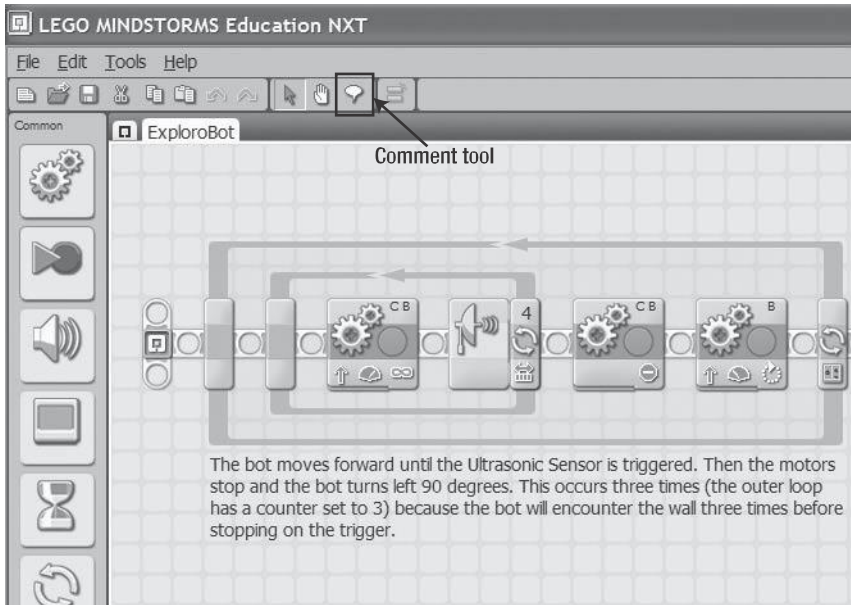 LEGO MINDSTORMS Education NXT
File Edit Tools Help
Common
ExploroBot
Comment tool
C B
4
C B
B
The bot moves forward until the Ultrasonic Sensor is triggered. Then the motors
stop and the bot turns left 90 degrees. This occurs three times (the outer loop
has a counter set to 3) because the bot will encounter the wall three times before
stopping on the trigger.